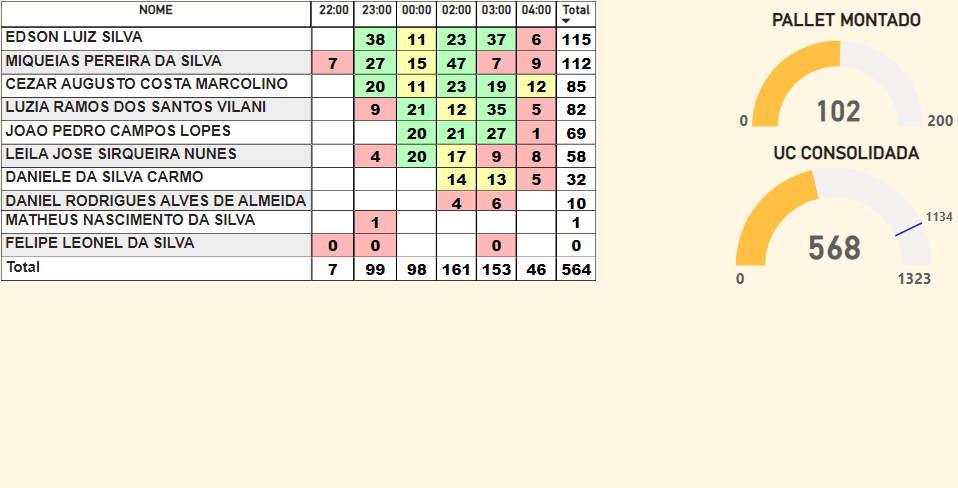 NOME 22:00 23:00 00:00 02:00 03:00 04:00 Total
EDSON LUIZ SILVA 38 11 23 37 6 115
MIQUEIAS PEREIRA DA SILVA 7 27 15 47 7 9 112
CEZAR AUGUSTO COSTA MARCOLINO 20 11 23 19 12 85
LUZIA RAMOS DOS SANTOS VILANI 9 21 12 35 5 82
JOAO PEDRO CAMPOS LOPES 20 21 27 1 69
LEILA JOSE SIRQUEIRA NUNES 4 20 17 9 8 58
DANIELE DA SILVA CARMO 14 13 5 32
DANIEL RODRIGUES ALVES DE ALMEIDA 4 6 10
MATHEUS NASCIMENTO DA SILVA 1 1
FELIPE LEONEL DA SILVA 0 0 0 0
Total 7 99 98 161 153 46 564
PALLET MONTADO
102
0 200
UC CONSOLIDADA
1134
568
0 1323